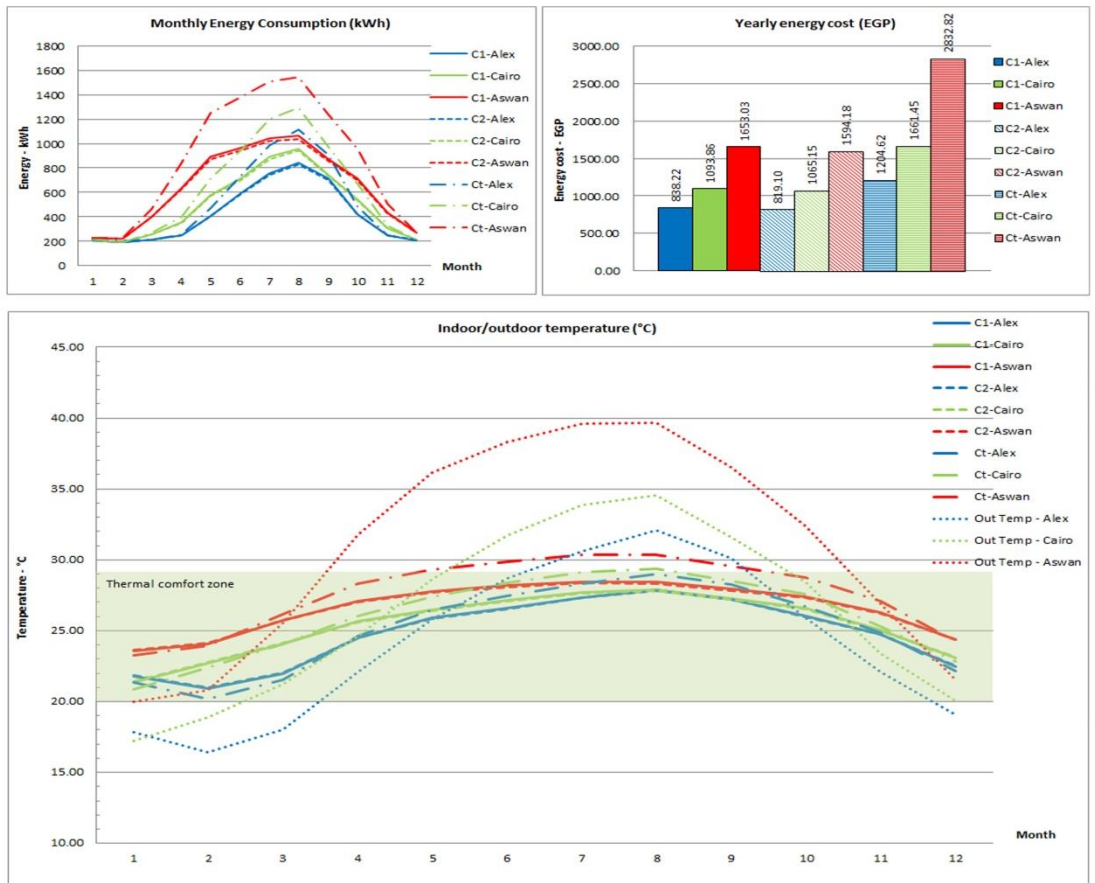 Monthly Energy Consumption (kWh)
Energy - kWh
1800
1600
1400
1200
1000
800
600
400
200
0
1 2 3 4 5 6 7 8 9 10 11 12
Month
C1-Alex
C1-Cairo
C1-Aswan
C2-Alex
C2-Cairo
C2-Aswan
Ct-Alex
Ct-Cairo
Ct-Aswan
Yearly energy cost (EGP)
Energy cost - EGP
3000.00
2500.00
2000.00
1500.00
1000.00
500.00
0.00
838.22
1093.86
1653.03
819.10
1065.15
1594.18
1204.62
1661.45
2832.82
C1-Alex
C1-Cairo
C1-Aswan
C2-Alex
C2-Cairo
C2-Aswan
Ct-Alex
Ct-Cairo
Ct-Aswan
Indoor/outdoor temperature (°C)
Temperature - °C
45.00
40.00
35.00
30.00
25.00
20.00
15.00
10.00
Thermal comfort zone
1 2 3 4 5 6 7 8 9 10 11 12
Month
C1-Alex
C1-Cairo
C1-Aswan
C2-Alex
C2-Cairo
C2-Aswan
Ct-Alex
Ct-Cairo
Ct-Aswan
Out Temp - Alex
Out Temp - Cairo
Out Temp - Aswan